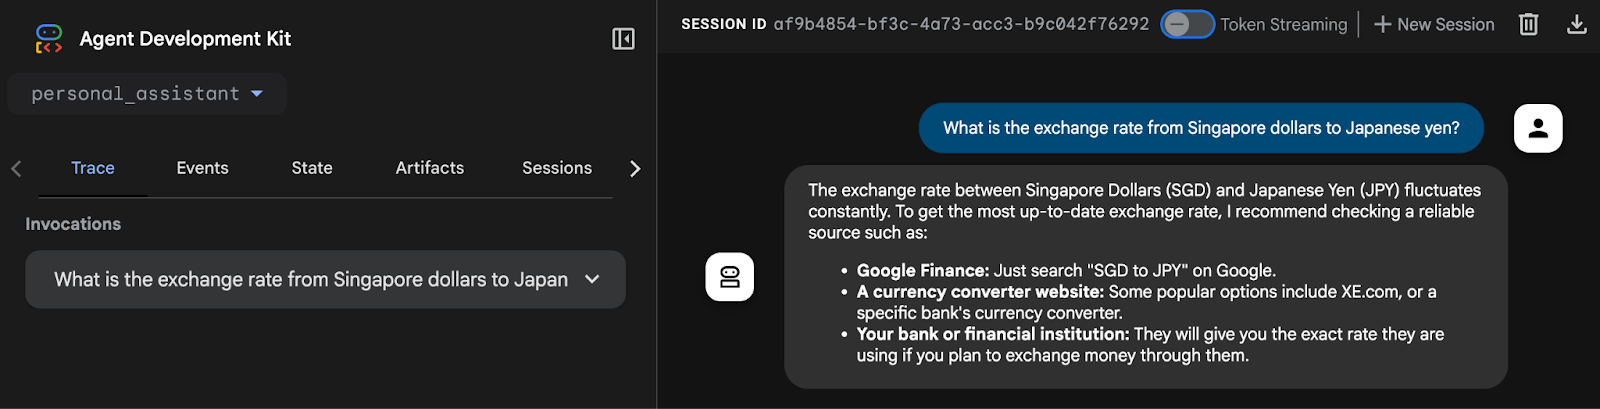 Agent Development Kit
personal_assistant
Trace Events State Artifacts Sessions
Invocations
What is the exchange rate from Singapore dollars to Japan
SESSION ID af9b4854-bf3c-4a73-acc3-b9c042f76292 Token Streaming + New Session
What is the exchange rate from Singapore dollars to Japanese yen?
The exchange rate between Singapore Dollars (SGD) and Japanese Yen (JPY) fluctuates
constantly. To get the most up-to-date exchange rate, I recommend checking a reliable
source such as:
• Google Finance: Just search "SGD to JPY" on Google.
• A currency converter website: Some popular options include XE.com, or a
specific bank's currency converter.
• Your bank or financial institution: They will give you the exact rate they are
using if you plan to exchange money through them.